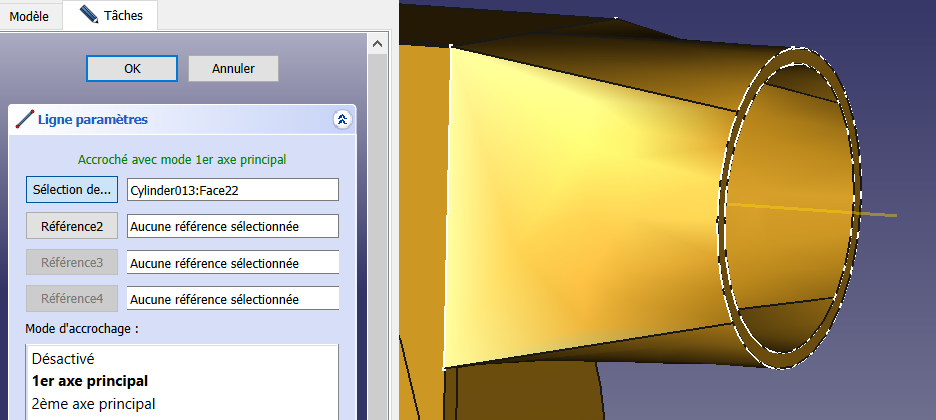 Modèle
Tâches
OK
Annuler
Ligne paramètres
Accroché avec mode 1er axe principal
Sélection de...
Cylinder013:Face22
Référence2
Aucune référence sélectionnée
Référence3
Aucune référence sélectionnée
Référence4
Aucune référence sélectionnée
Mode d'accrochage :
Désactivé
1er axe principal
2ème axe principal